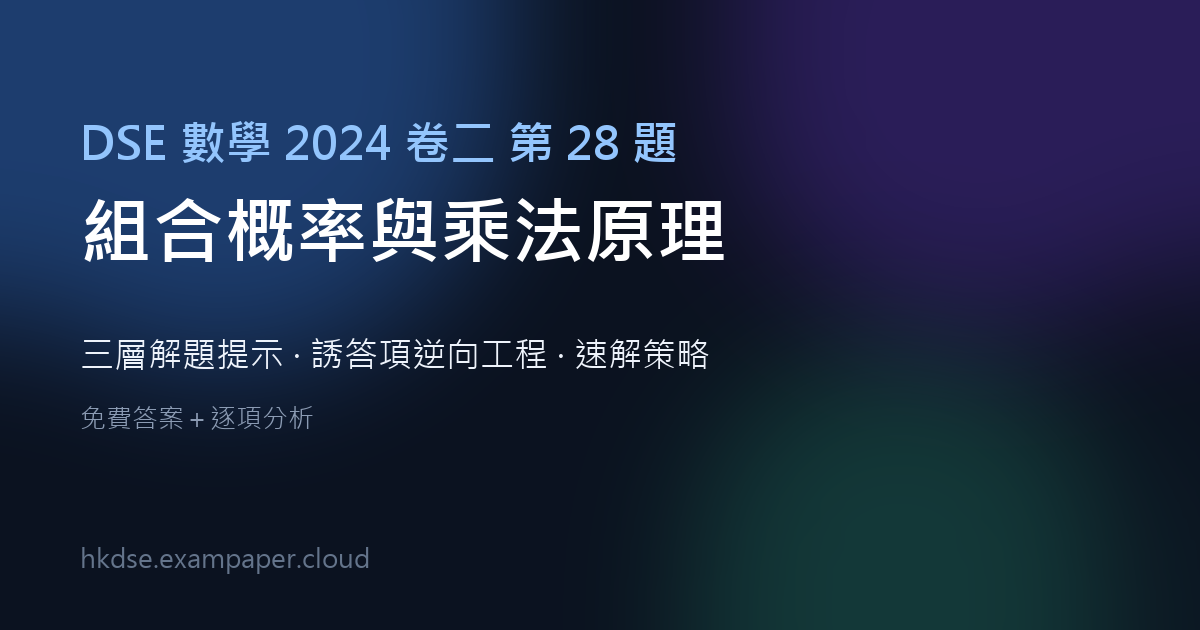 DSE 數學 2024 卷二 第 28 題
組合概率與乘法原理
三層解題提示 · 誘答項逆向工程 · 速解策略
免費答案 + 逐項分析
hkdse.exampaper.cloud